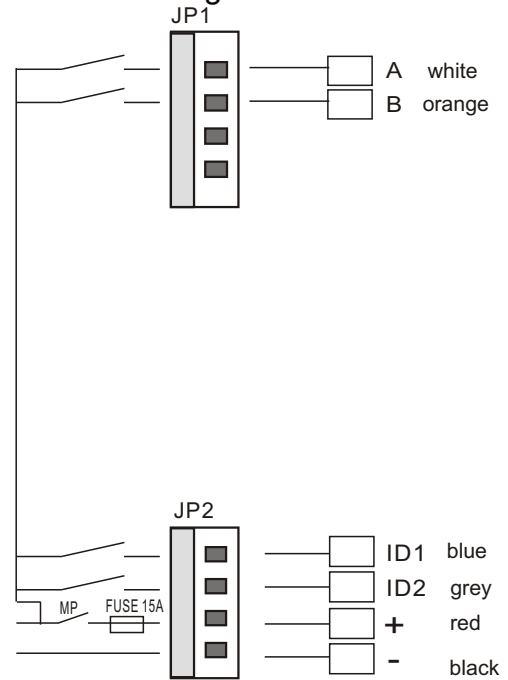 JP1
A white
B orange
JP2
ID1 blue
ID2 grey
MP FUSE 15A + red
- black